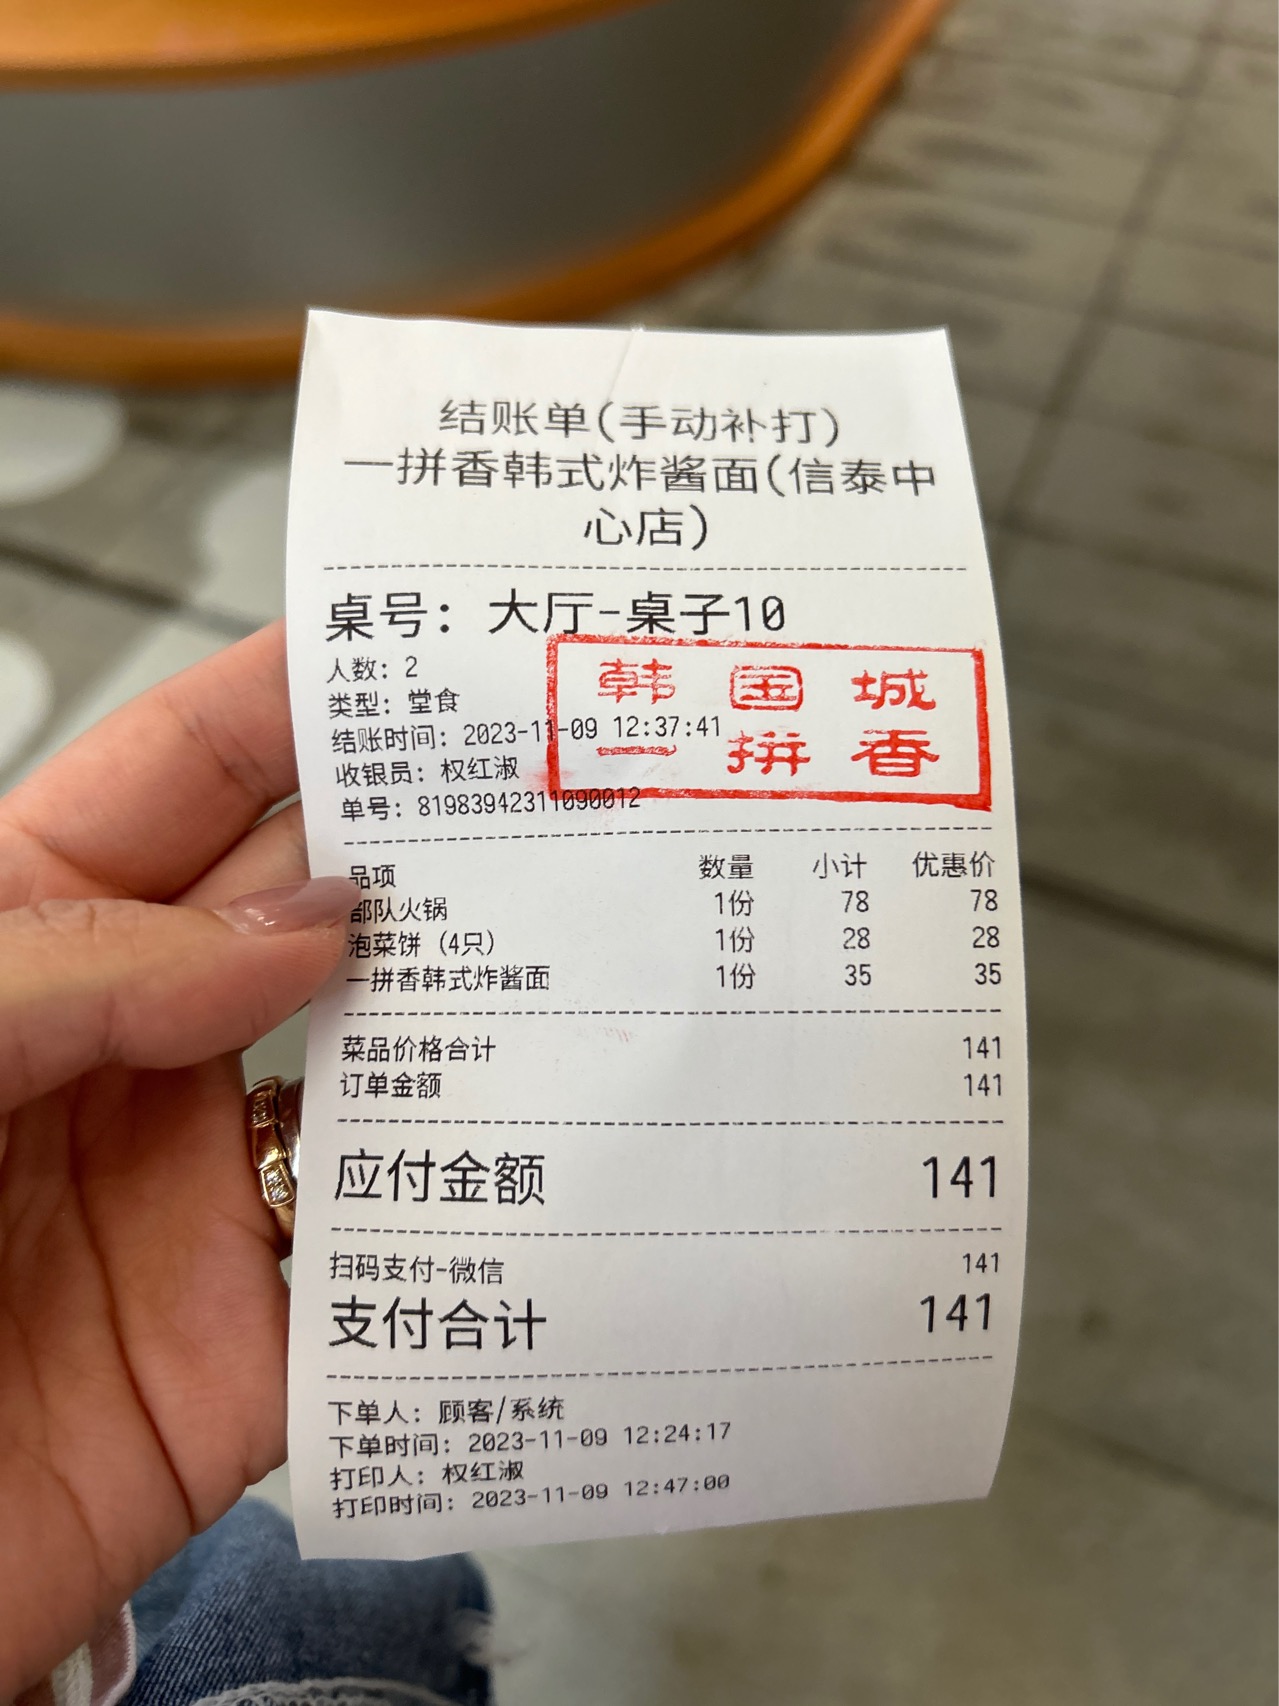 结账单(手动补打)
一拼香韩式炸酱面(信泰中
心店)
桌号: 大厅-桌子10
人数: 2
类型: 堂食
结账时间: 2023-11-09 12:37:41
收银员: 权红淑
单号: 81983942311090012
韩国城
一拼香
品项 数量 小计 优惠价
部队火锅 1份 78 78
泡菜饼 (4只) 1份 28 28
一拼香韩式炸酱面 1份 35 35
菜品价格合计 141
订单金额 141
应付金额 141
扫码支付-微信 141
支付合计 141
下单人: 顾客/系统
下单时间: 2023-11-09 12:24:17
打印人: 权红淑
打印时间: 2023-11-09 12:47:00